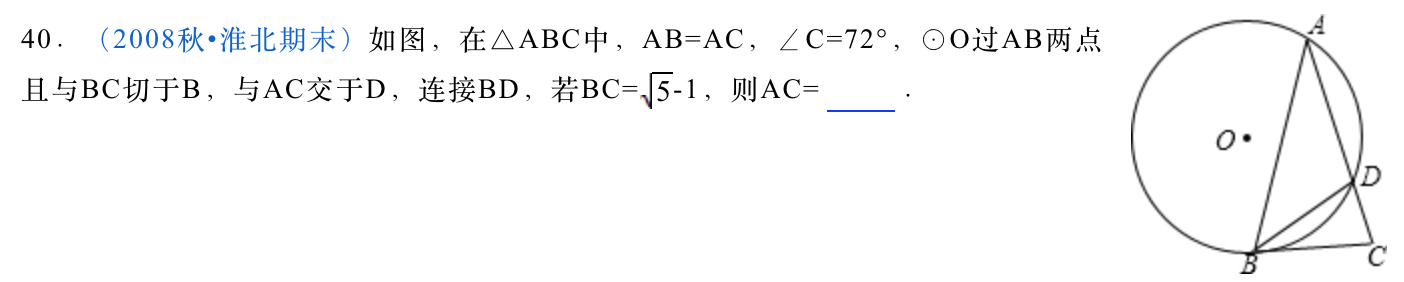 40. （2008秋•淮北期末）如图，在△ABC中，AB=AC，∠C=72°，⊙O过AB两点
且与BC切于B，与AC交于D，连接BD，若BC=√5-1，则AC=      .
A
O
D
B
C